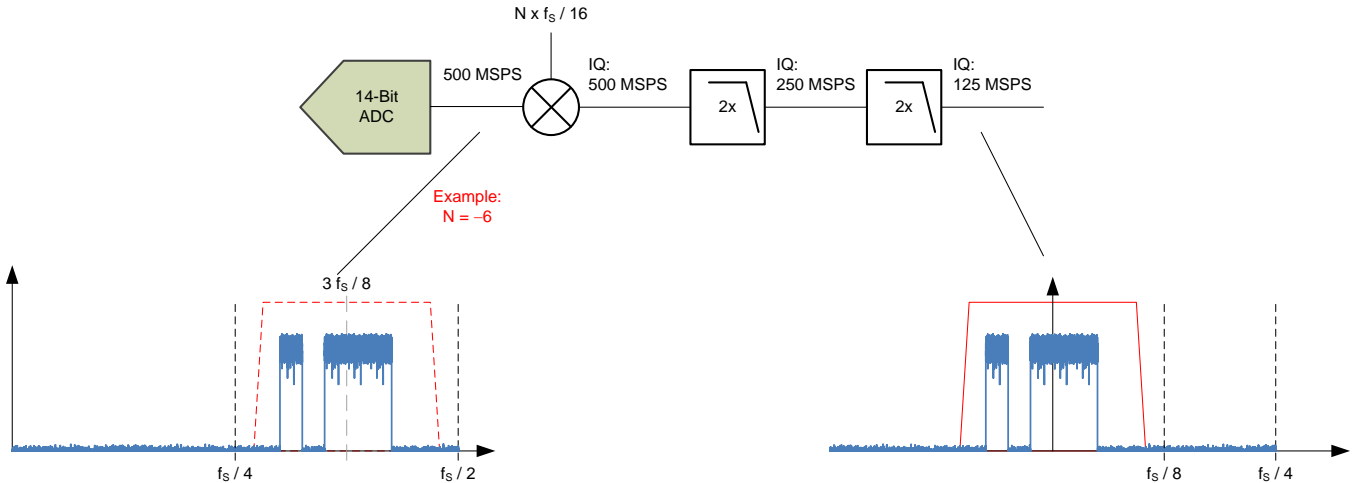 N x fS / 16
14-Bit
ADC
500 MSPS
IQ:
500 MSPS
2x
IQ:
250 MSPS
2x
IQ:
125 MSPS
Example:
N = –6
3 fS / 8
fS / 4
fS / 2
fS / 8
fS / 4